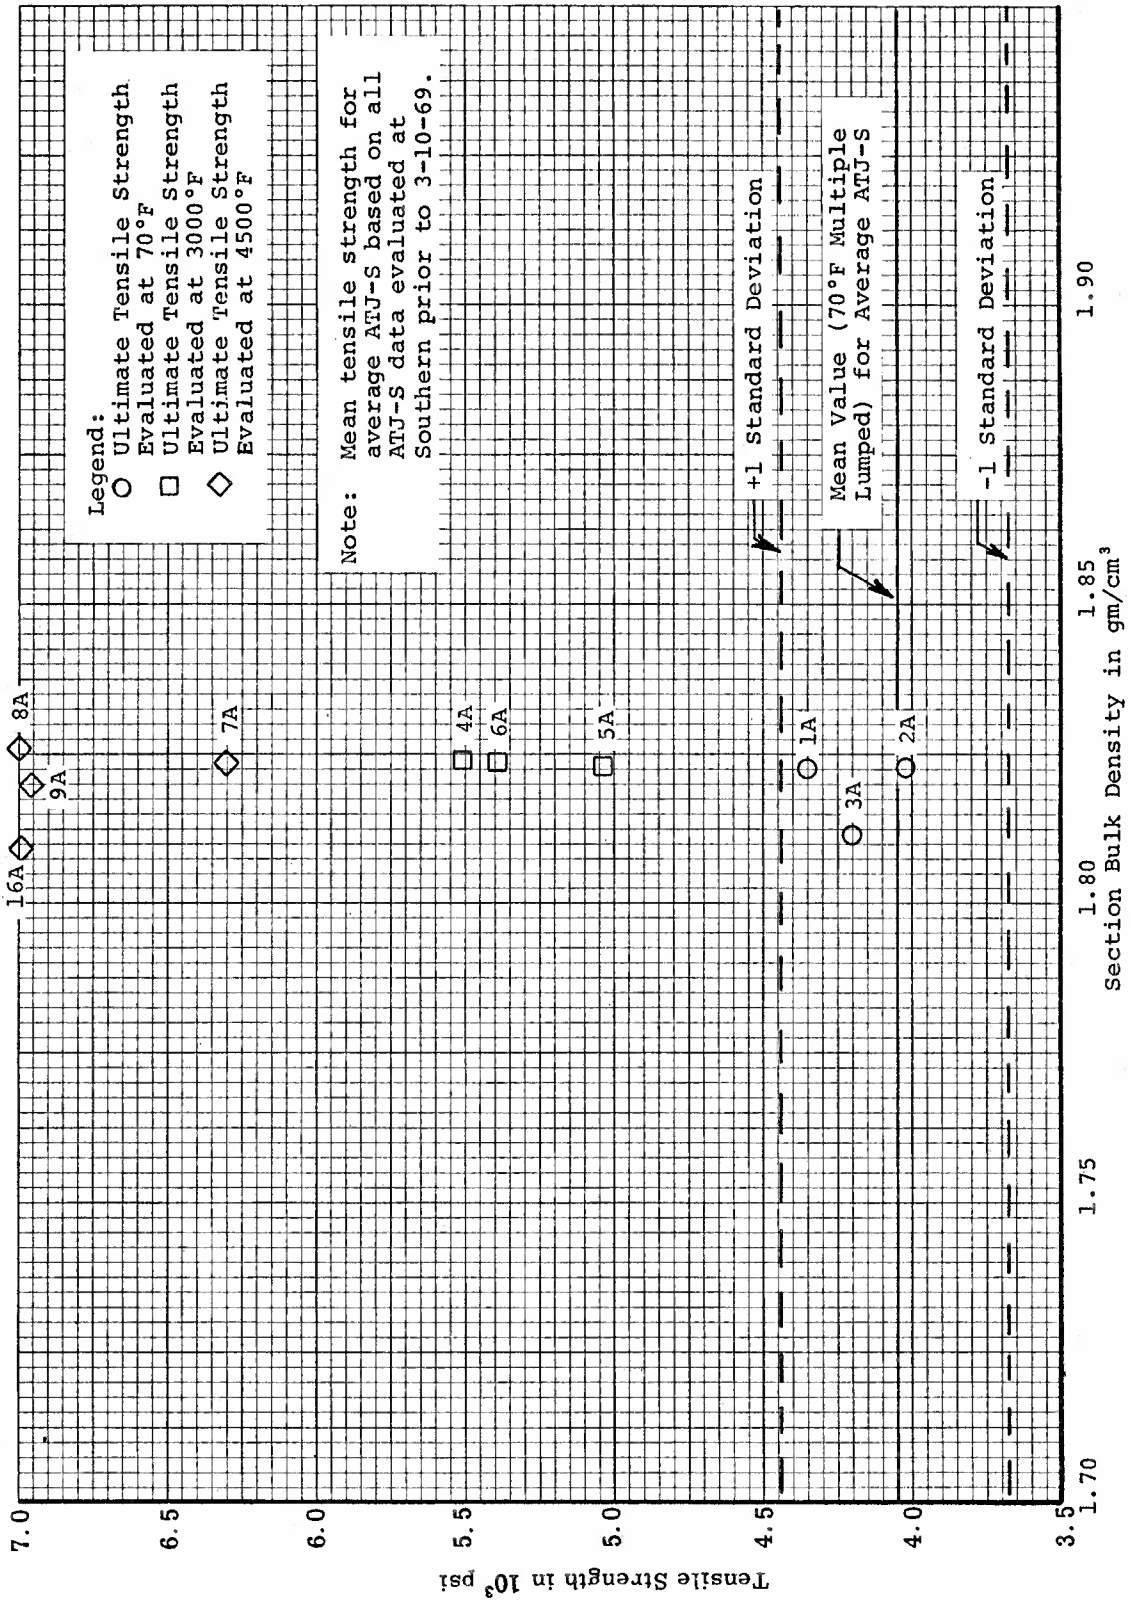 Legend:
○ Ultimate Tensile Strength
Evaluated at 70°F
□ Ultimate Tensile Strength
Evaluated at 3000°F
◇ Ultimate Tensile Strength
Evaluated at 4500°F
Note: Mean tensile strength for
average ATJ-S based on all
ATJ-S data evaluated at
Southern prior to 3-10-69.
16A
9A
8A
7A
4A
6A
5A
1A
3A
2A
+1 Standard Deviation
Mean Value (70°F Multiple
Lumped) for Average ATJ-S
-1 Standard Deviation
Tensile Strength in 10³ psi
7.0
6.5
6.0
5.5
5.0
4.5
4.0
3.5
1.70
1.75
1.80
1.85
1.90
Section Bulk Density in gm/cm³